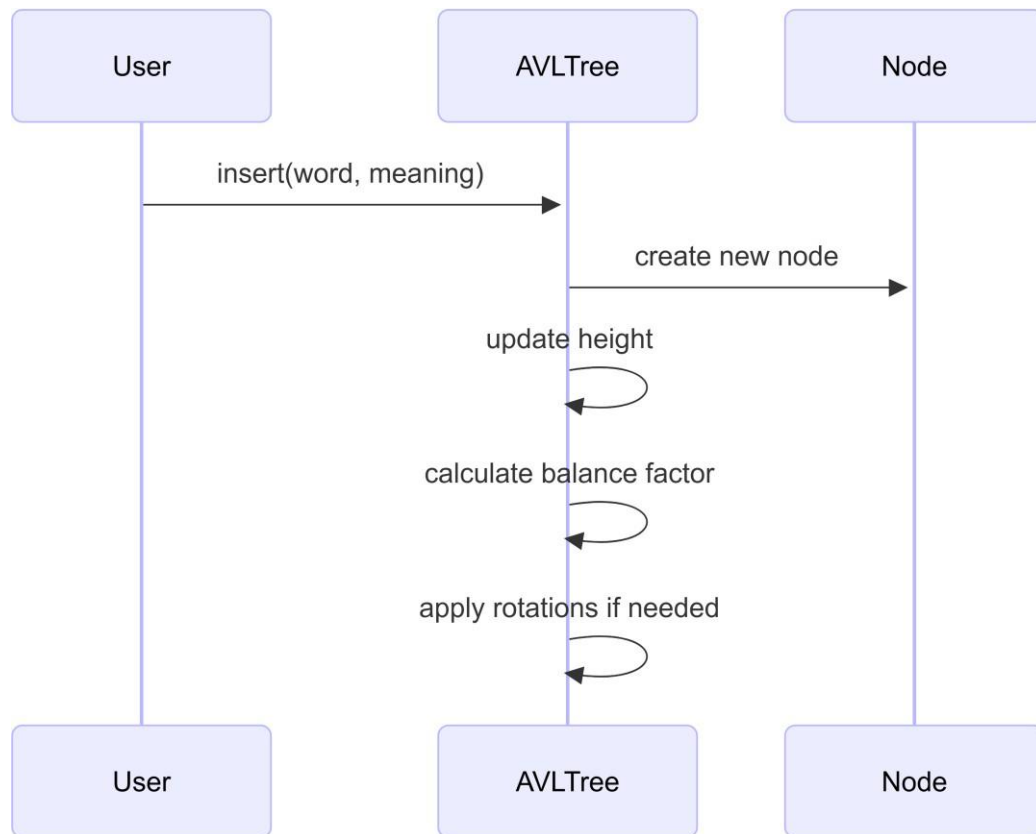 User
AVLTree
Node
insert(word, meaning)
create new node
update height
calculate balance factor
apply rotations if needed
User
AVLTree
Node